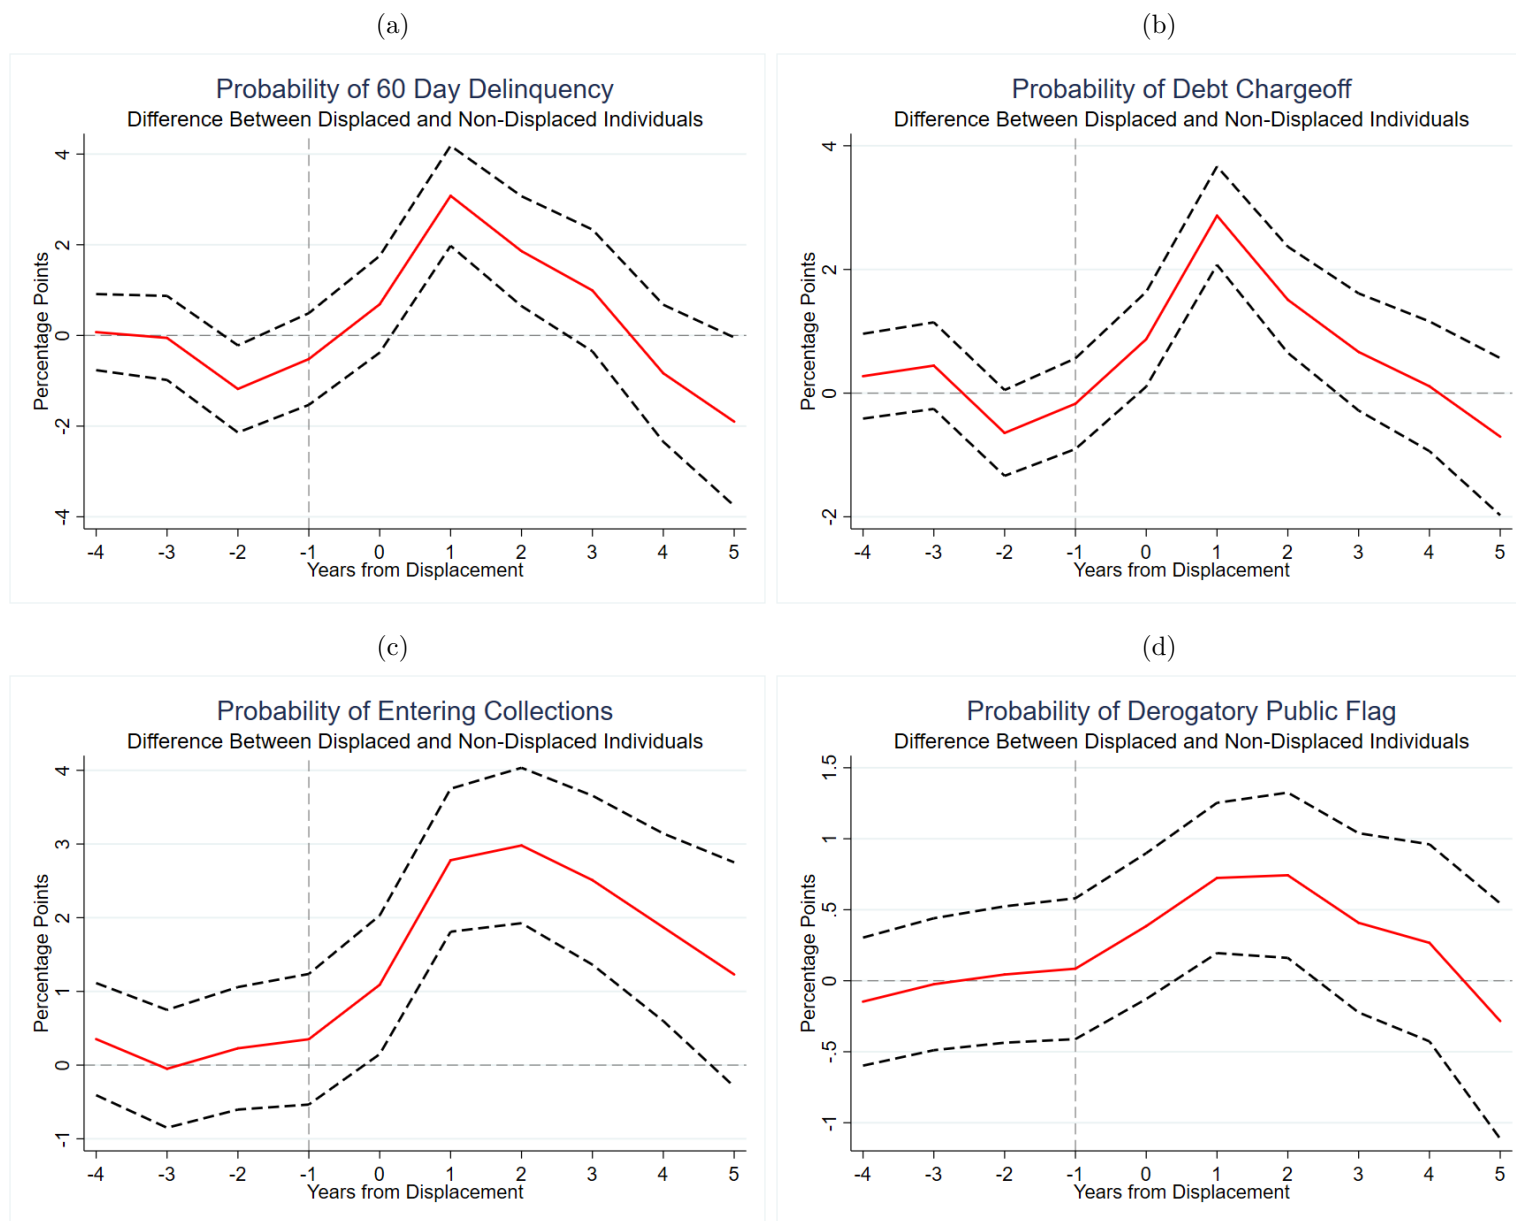 (a)
Probability of 60 Day Delinquency
Difference Between Displaced and Non-Displaced Individuals
Percentage Points
4
2
0
-2
-4
-4 -3 -2 -1 0 1 2 3 4 5
Years from Displacement
(b)
Probability of Debt Chargeoff
Difference Between Displaced and Non-Displaced Individuals
Percentage Points
4
2
0
-2
-4 -3 -2 -1 0 1 2 3 4 5
Years from Displacement
(c)
Probability of Entering Collections
Difference Between Displaced and Non-Displaced Individuals
Percentage Points
4
3
2
1
0
-1
-4 -3 -2 -1 0 1 2 3 4 5
Years from Displacement
(d)
Probability of Derogatory Public Flag
Difference Between Displaced and Non-Displaced Individuals
Percentage Points
1.5
1
.5
0
-.5
-1
-4 -3 -2 -1 0 1 2 3 4 5
Years from Displacement